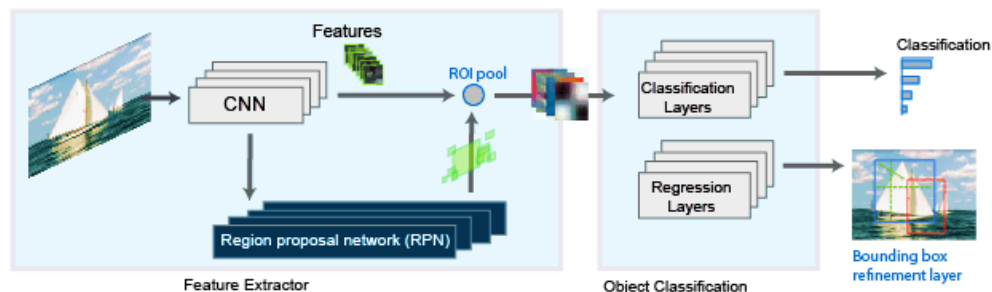 Features
Classification
ROI pool
CNN
Classification
Layers
Regression
Layers
Region proposal network (RPN)
Bounding box
refinement layer
Feature Extractor
Object Classification